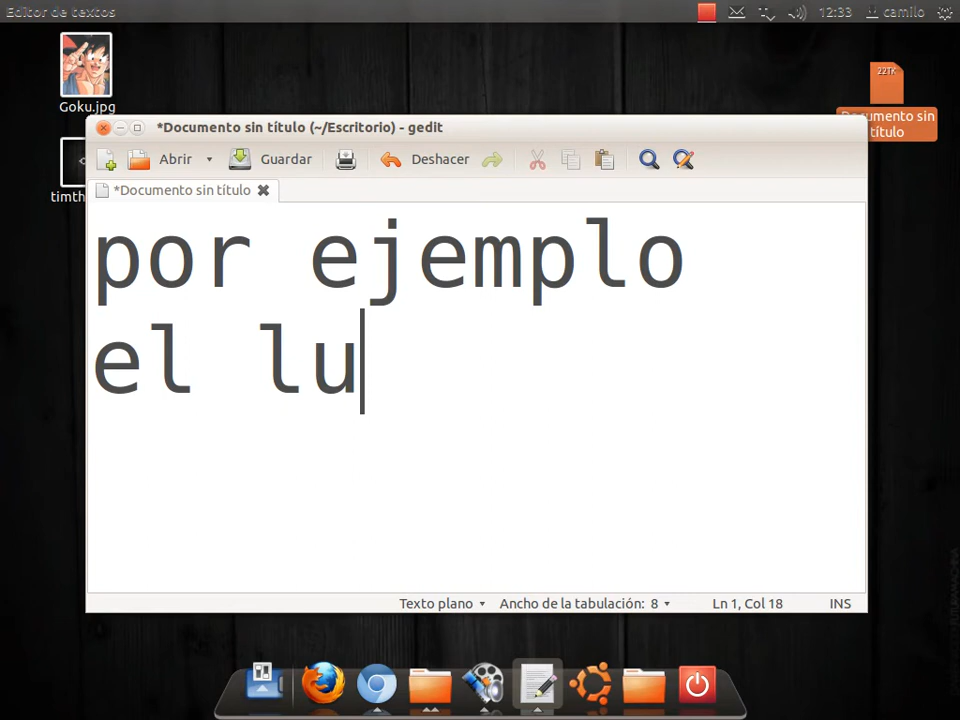 Editor de textos
12:33
camilo
Goku.jpg
22TK
Documento sin
título
*Documento sin título (~/Escritorio) - gedit
Abrir
Guardar
Deshacer
timth
*Documento sin título
por ejemplo
el lu
Texto plano
Ancho de la tabulación: 8
Ln 1, Col 18
INS